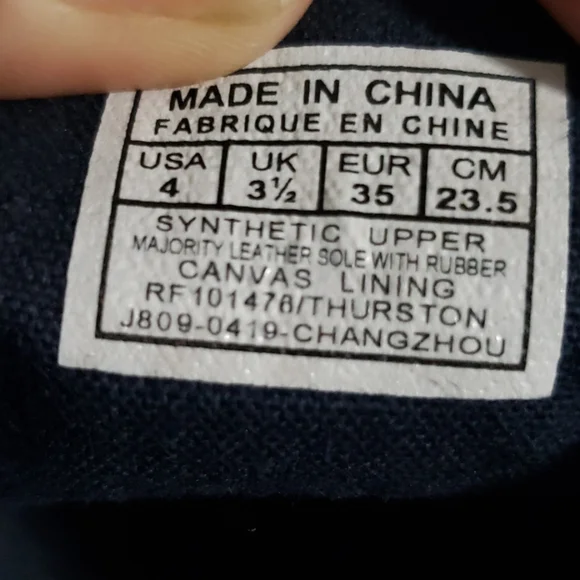 MADE IN CHINA
FABRIQUE EN CHINE
USA UK EUR CM
4 3½ 35 23.5
SYNTHETIC UPPER
MAJORITY LEATHER SOLE WITH RUBBER
CANVAS LINING
RF101476/THURSTON
J809-0419-CHANGZHOU